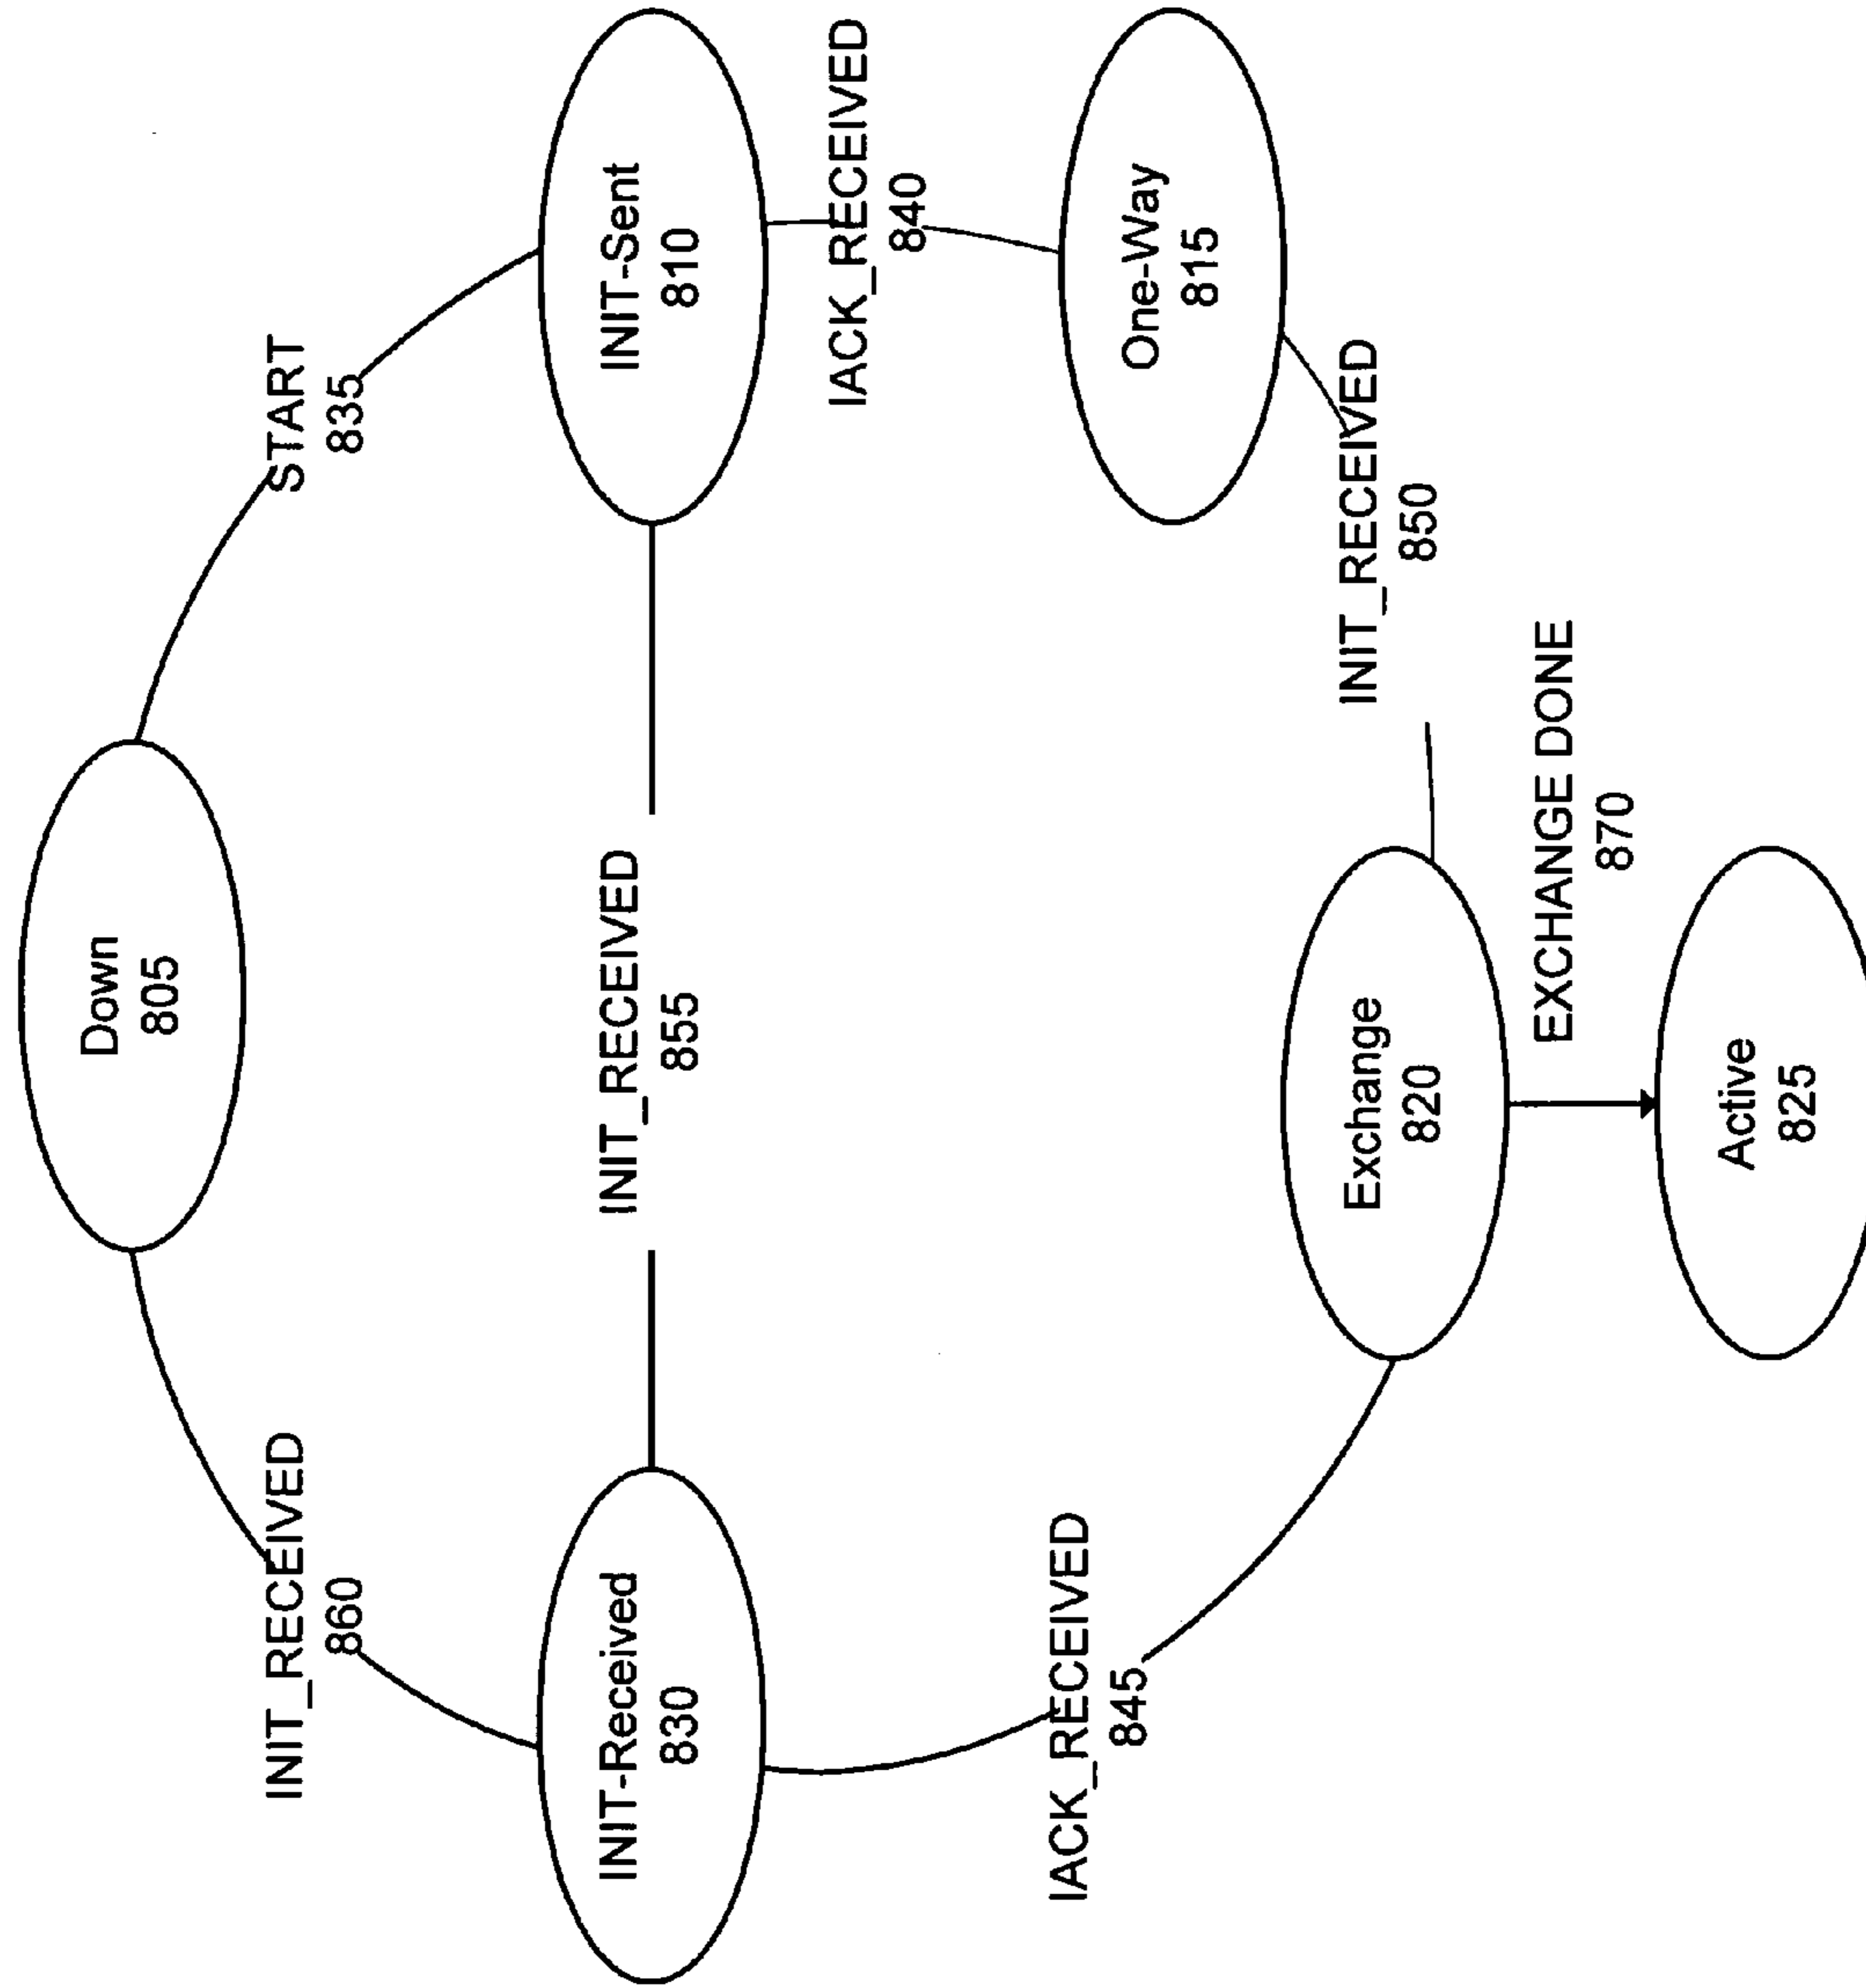 Down
805
START
835
INIT_RECEIVED
860
INIT-Sent
810
INIT_RECEIVED
855
INIT-Received
830
IACK_RECEIVED
840
One-Way
815
IACK_RECEIVED
845
INIT_RECEIVED
850
Exchange
820
EXCHANGE DONE
870
Active
825